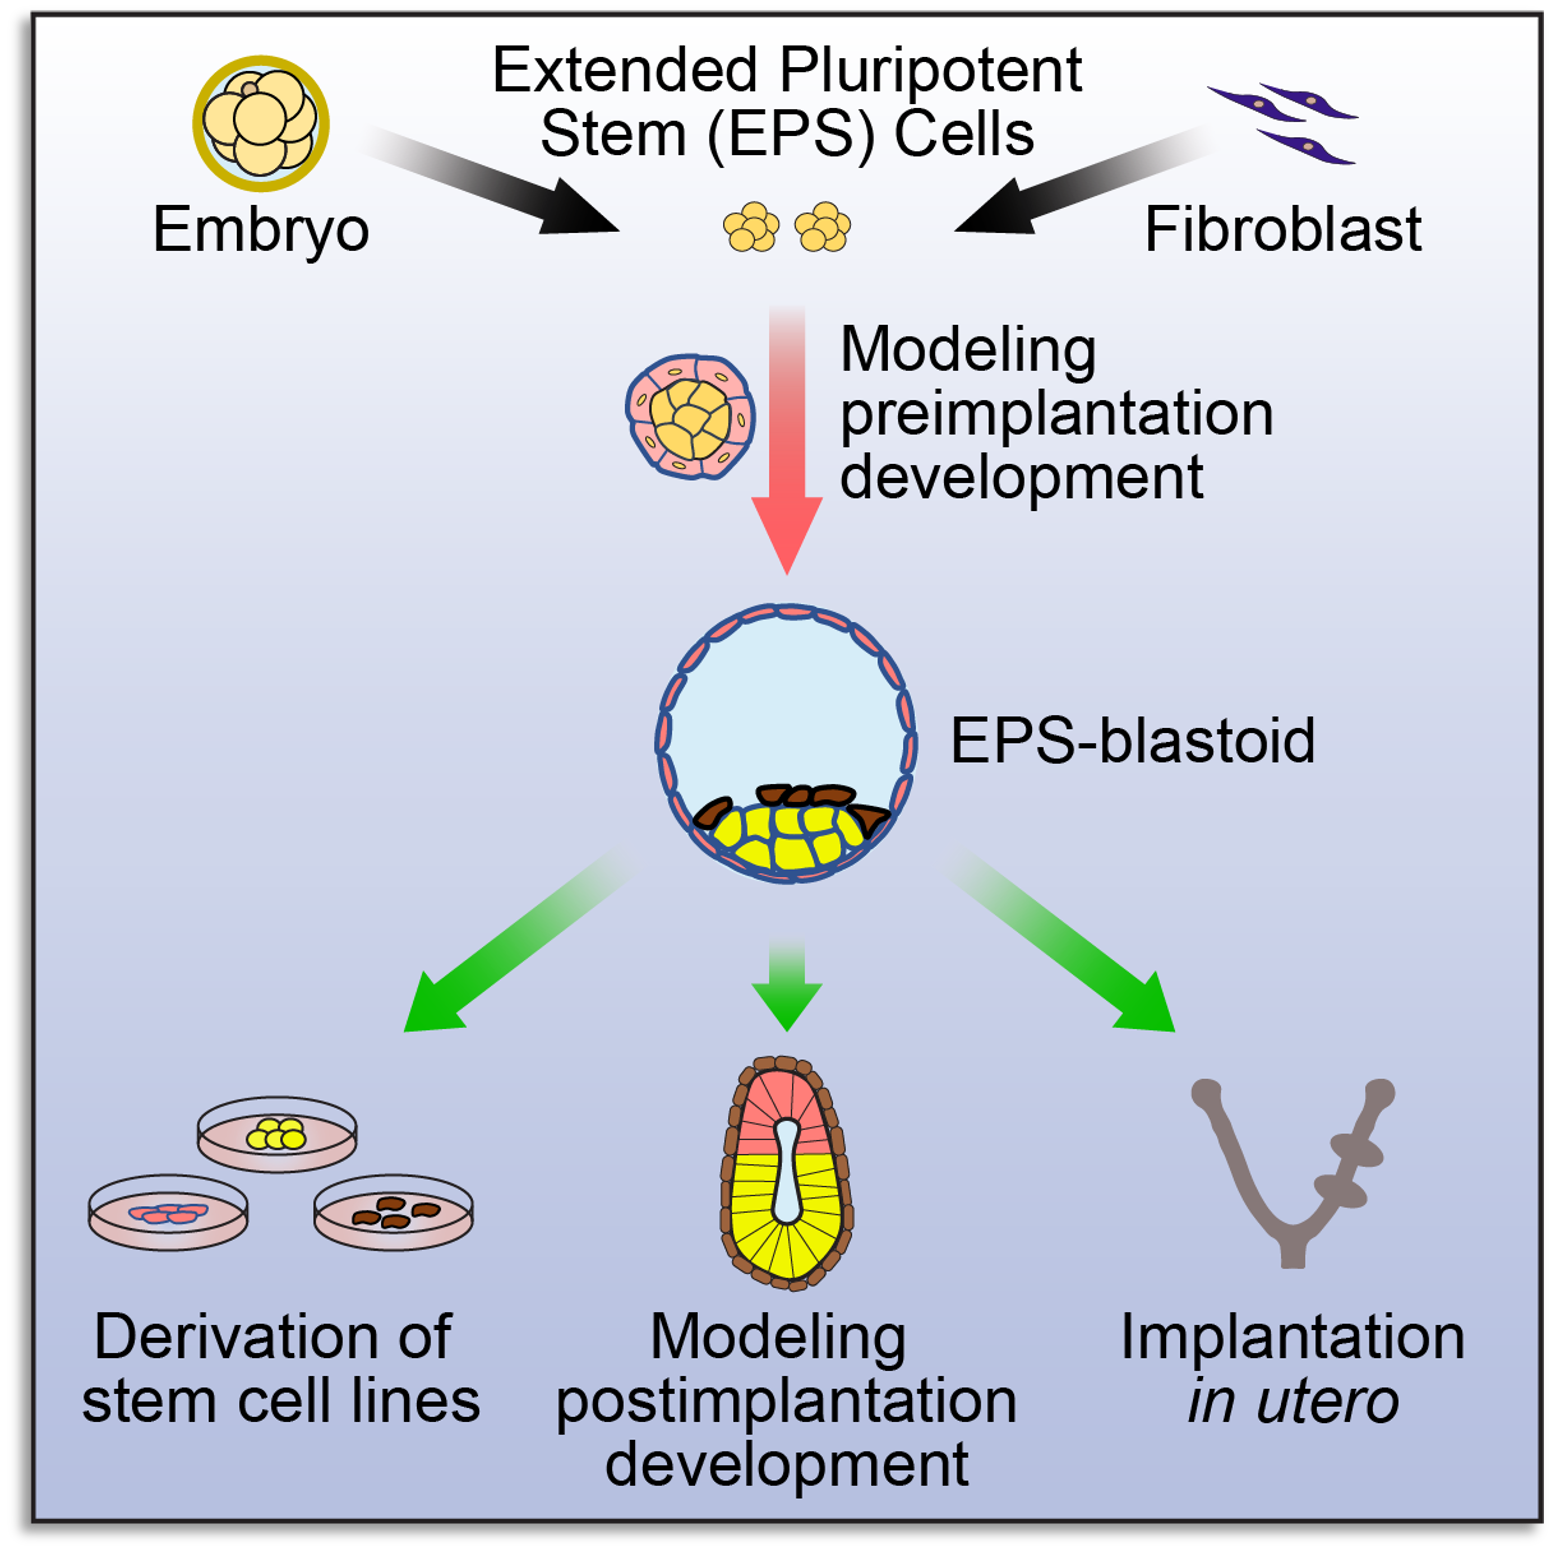 Extended Pluripotent
Stem (EPS) Cells
Embryo
Fibroblast
Modeling
preimplantation
development
EPS-blastoid
Derivation of
stem cell lines
Modeling
postimplantation
development
Implantation
in utero